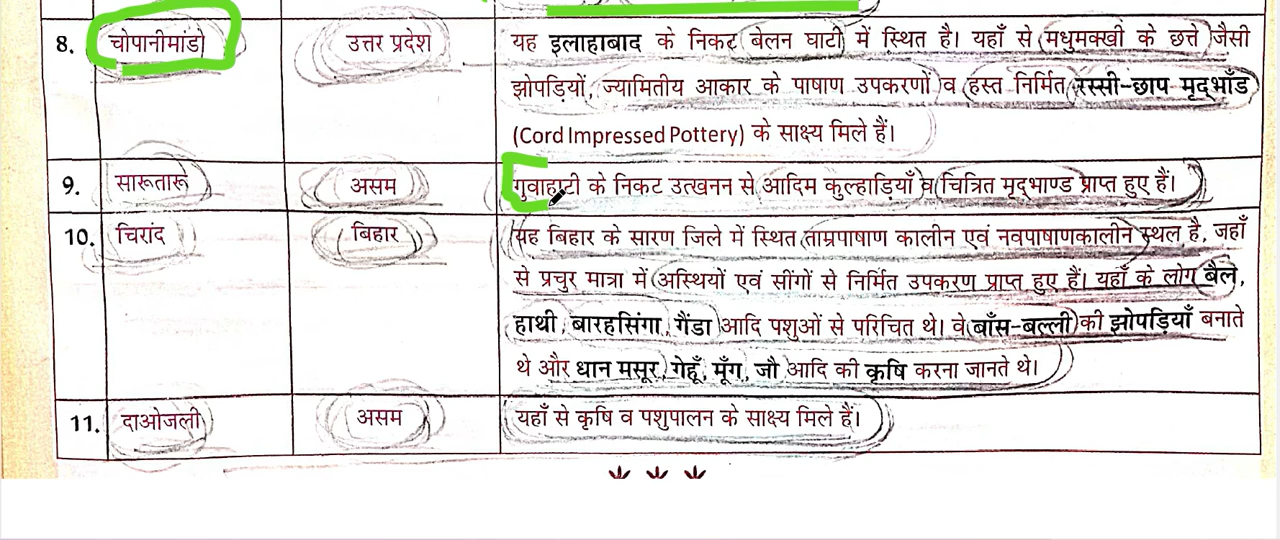 8. चोपानीमांडो उत्तर प्रदेश यह इलाहाबाद के निकट बेलन घाटी में स्थित है। यहाँ से मधुमक्खी के छत्ते जैसी
झोपड़ियों, ज्यामितीय आकार के पाषाण उपकरणों व हस्त निर्मित रस्सी-छाप मृद्भाँड
(Cord Impressed Pottery) के साक्ष्य मिले हैं।
9. सारूतारू असम गुवाहाटी के निकट उत्खनन से आदिम कुल्हाड़ियाँ व चित्रित मृद्भाण्ड प्राप्त हुए हैं।
10. चिरांद बिहार यह बिहार के सारण जिले में स्थित ताम्रपाषाण कालीन एवं नवपाषाणकालीन स्थल है, जहाँ
से प्रचुर मात्रा में अस्थियों एवं सींगों से निर्मित उपकरण प्राप्त हुए हैं। यहाँ के लोग बैल,
हाथी, बारहसिंगा, गैंडा आदि पशुओं से परिचित थे। वे बाँस-बल्ली की झोपड़ियाँ बनाते
थे और धान मसूर, गेहूँ, मूँग, जौ आदि की कृषि करना जानते थे।
11. दाओजली असम यहाँ से कृषि व पशुपालन के साक्ष्य मिले हैं।